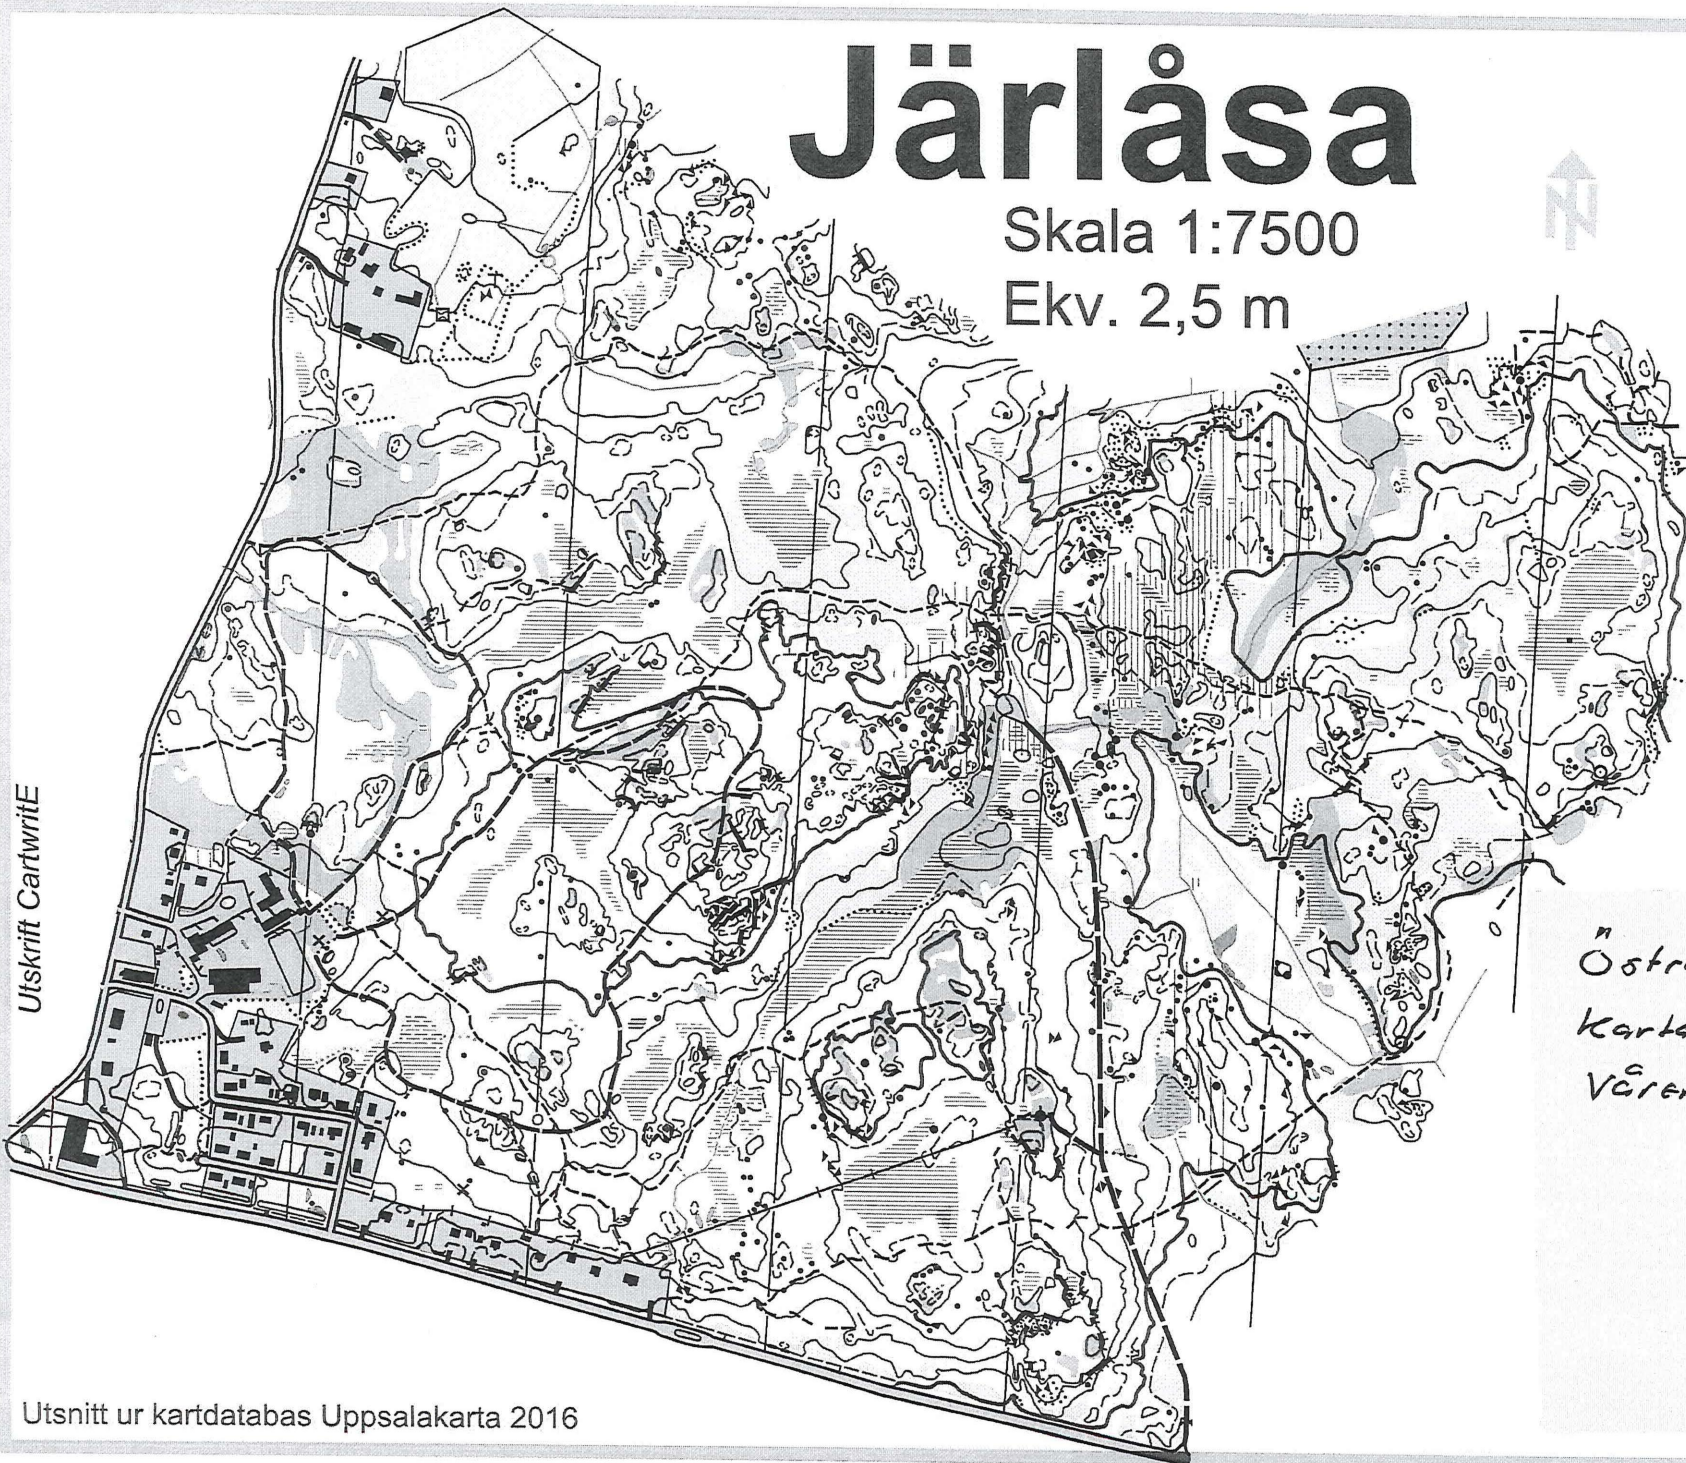 Järlåsa
Skala 1:7500
Ekv. 2,5 m
N
Utskrift CartwritE
Utsnitt ur kartdatabas Uppsalakarta 2016